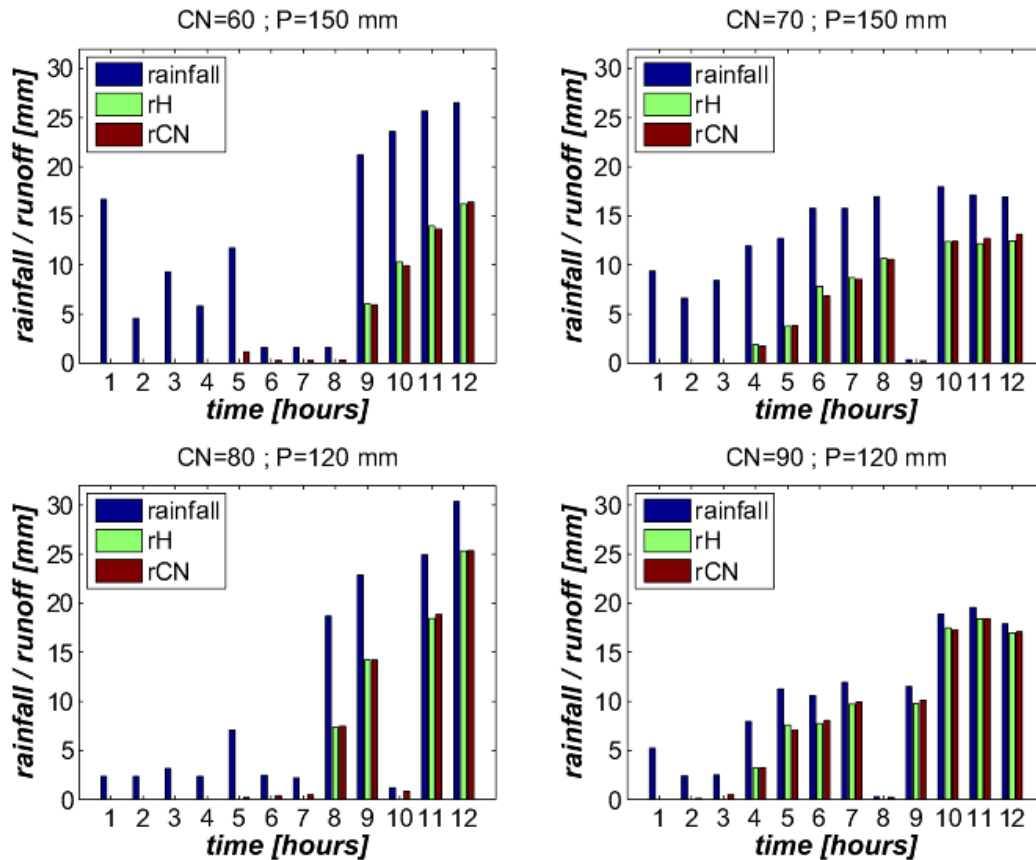 CN=60 ; P=150 mm
rainfall / runoff [mm]
30
25
20
15
10
5
0
rainfall
rH
rCN
1 2 3 4 5 6 7 8 9 10 11 12
time [hours]
CN=70 ; P=150 mm
rainfall / runoff [mm]
30
25
20
15
10
5
0
rainfall
rH
rCN
1 2 3 4 5 6 7 8 9 10 11 12
time [hours]
CN=80 ; P=120 mm
rainfall / runoff [mm]
30
25
20
15
10
5
0
rainfall
rH
rCN
1 2 3 4 5 6 7 8 9 10 11 12
time [hours]
CN=90 ; P=120 mm
rainfall / runoff [mm]
30
25
20
15
10
5
0
rainfall
rH
rCN
1 2 3 4 5 6 7 8 9 10 11 12
time [hours]